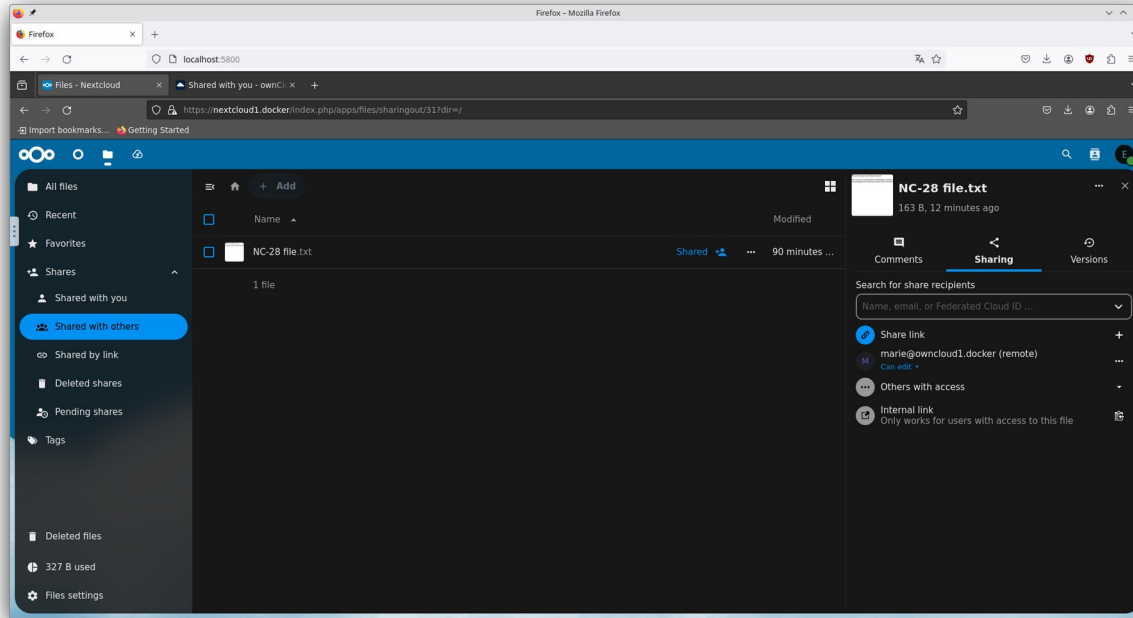 Firefox – Mozilla Firefox
Firefox
localhost:5800
Files - Nextcloud
Shared with you - ownCl
https://nextcloud1.docker/index.php/apps/files/sharingout/31?dir=/
Import bookmarks... Getting Started
All files
Recent
Favorites
Shares
Shared with you
Shared with others
Shared by link
Deleted shares
Pending shares
Tags
Deleted files
327 B used
Files settings
+ Add
Name Modified
NC-28 file.txt Shared 90 minutes ...
1 file
E
NC-28 file.txt
163 B, 12 minutes ago
Comments Sharing Versions
Search for share recipients
Name, email, or Federated Cloud ID ...
Share link
M marie@owncloud1.docker (remote)
Can edit
Others with access
Internal link
Only works for users with access to this file